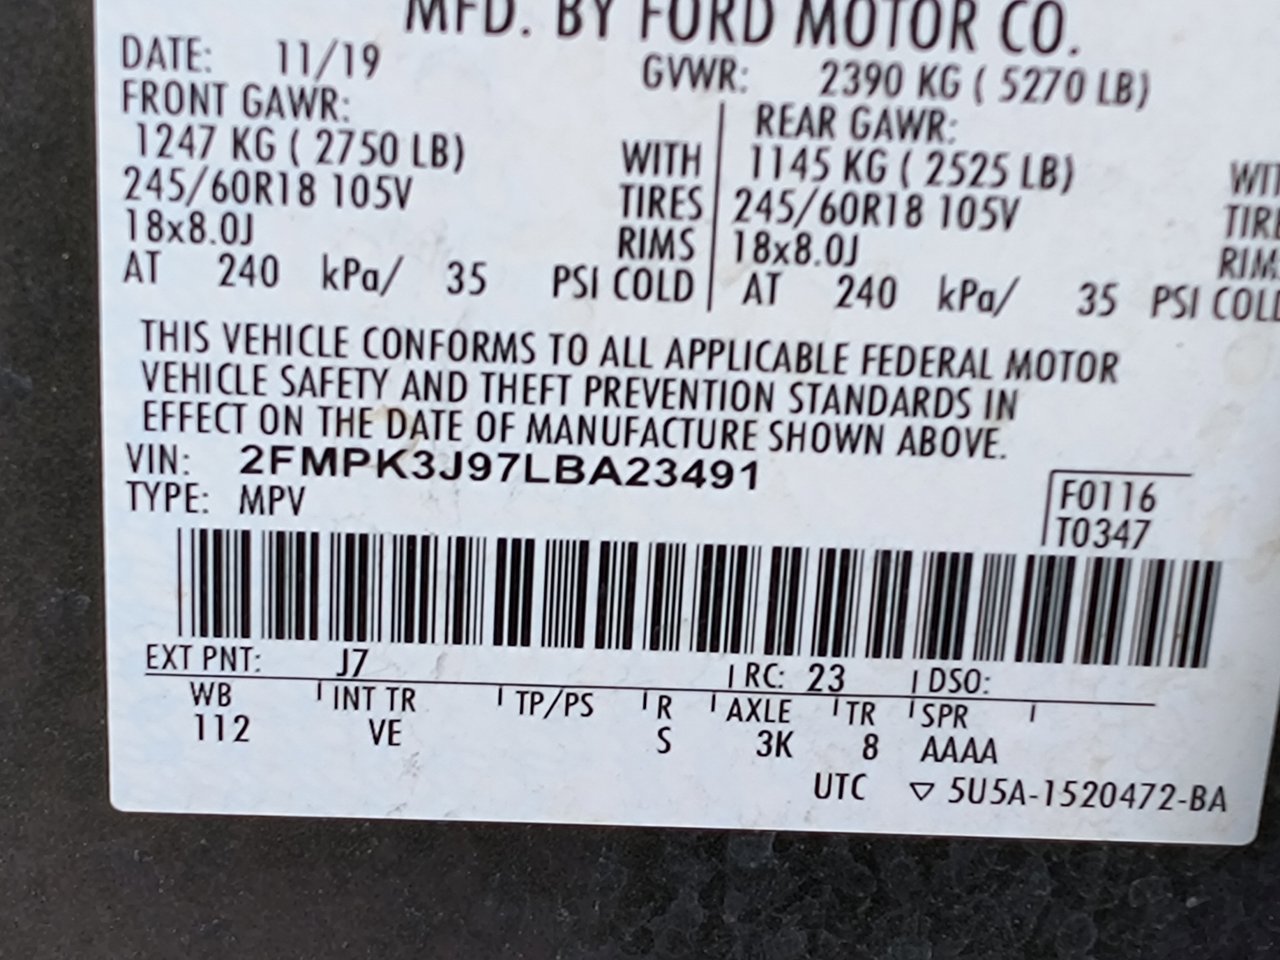 MFD. BY FORD MOTOR CO.
DATE: 11/19 GVWR: 2390 KG ( 5270 LB)
FRONT GAWR: REAR GAWR:
1247 KG ( 2750 LB) WITH 1145 KG ( 2525 LB) WIT
245/60R18 105V TIRES 245/60R18 105V TIRE
18x8.0J RIMS 18x8.0J RIM
AT 240 kPa/ 35 PSI COLD AT 240 kPa/ 35 PSI COLD
THIS VEHICLE CONFORMS TO ALL APPLICABLE FEDERAL MOTOR
VEHICLE SAFETY AND THEFT PREVENTION STANDARDS IN
EFFECT ON THE DATE OF MANUFACTURE SHOWN ABOVE.
VIN: 2FMPK3J97LBA23491
TYPE: MPV
F0116
T0347
EXT PNT: J7 RC: 23 DSO:
WB INT TR TP/PS R AXLE TR SPR
112 VE S 3K 8 AAAA
UTC ▽ 5U5A-1520472-BA